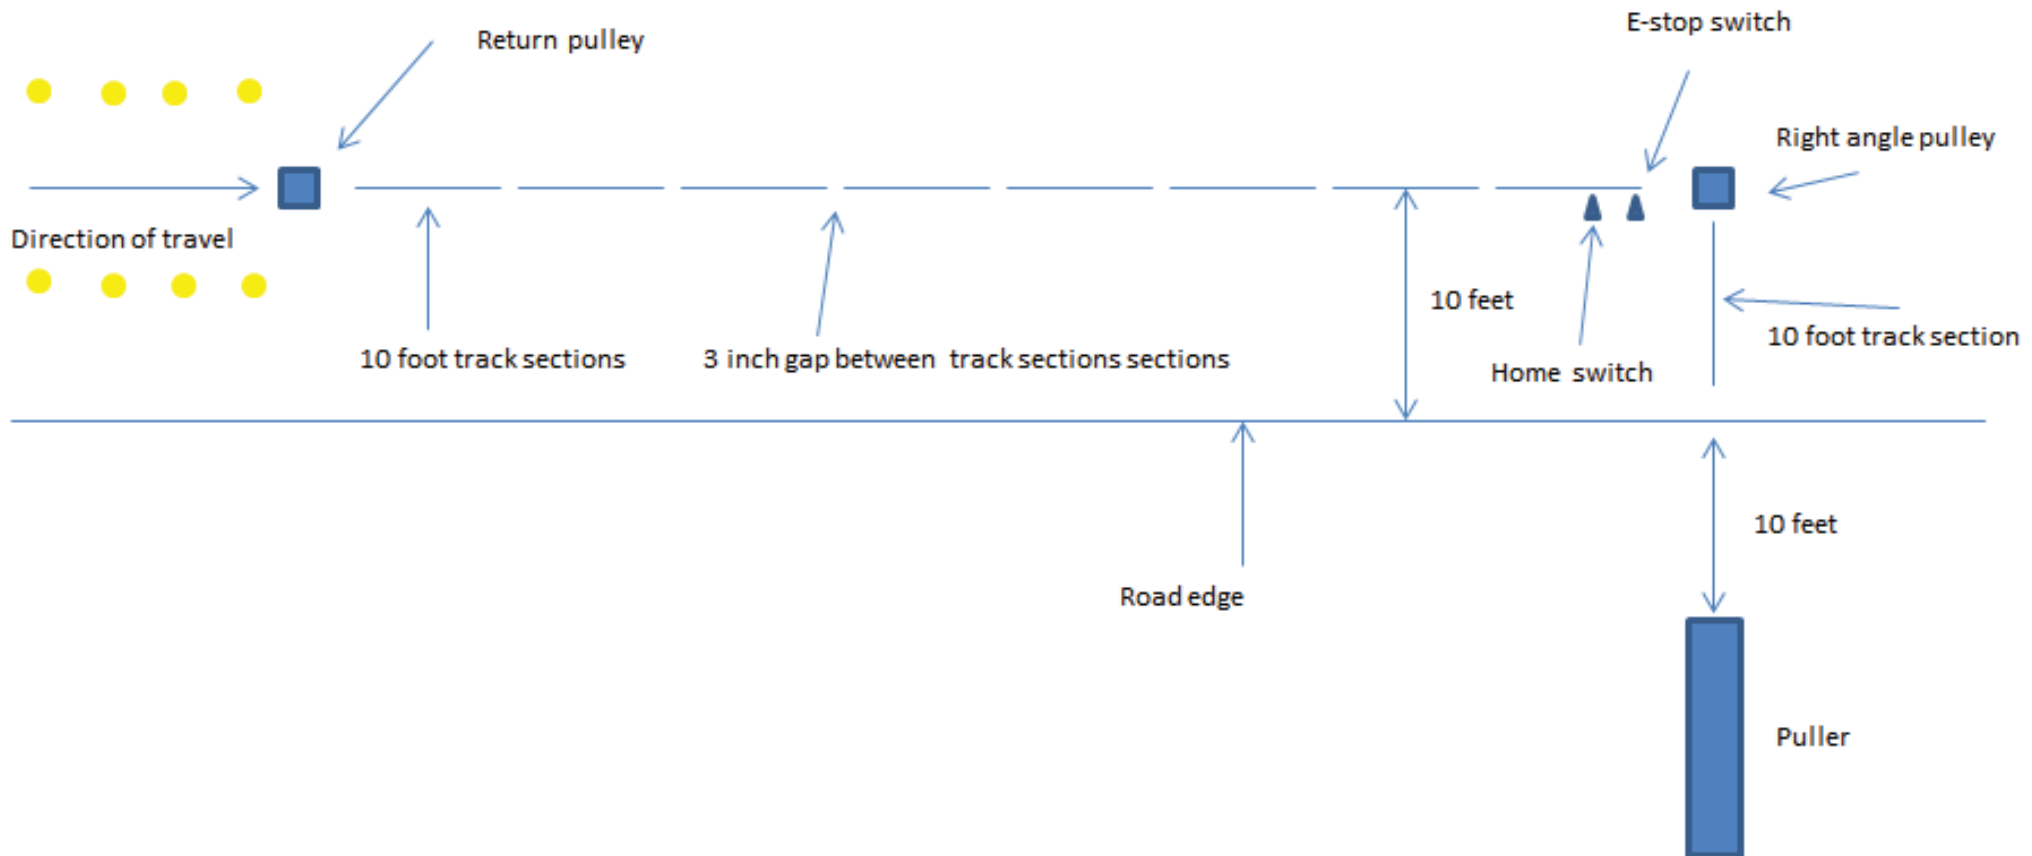 E-stop switch
Return pulley
Right angle pulley
Direction of travel
10 feet
10 foot track section
10 foot track sections
3 inch gap between track sections sections
Home switch
10 feet
Road edge
Puller